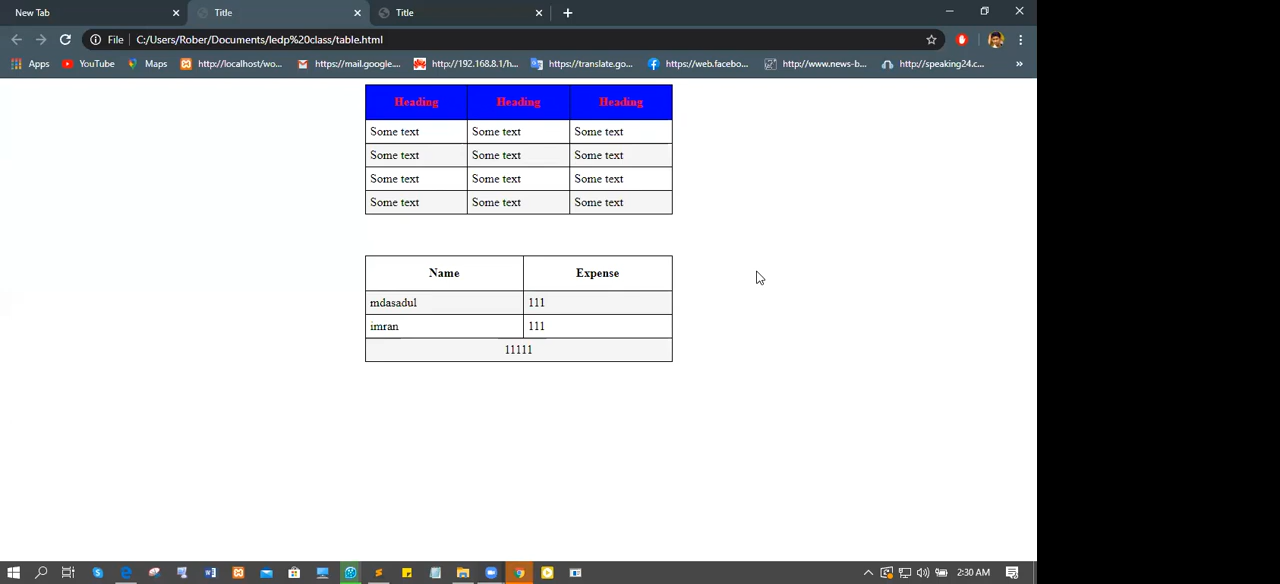 New Tab
Title
Title
File C:/Users/Rober/Documents/ledp%20class/table.html
Apps YouTube Maps http://localhost/wo... https://mail.google.... http://192.168.8.1/h... https://translate.go... https://web.facebo... http://www.news-b... http://speaking24.c... »
Heading Heading Heading
Some text Some text Some text
Some text Some text Some text
Some text Some text Some text
Some text Some text Some text
Name Expense
mdasadul 111
imran 111
11111
2:30 AM